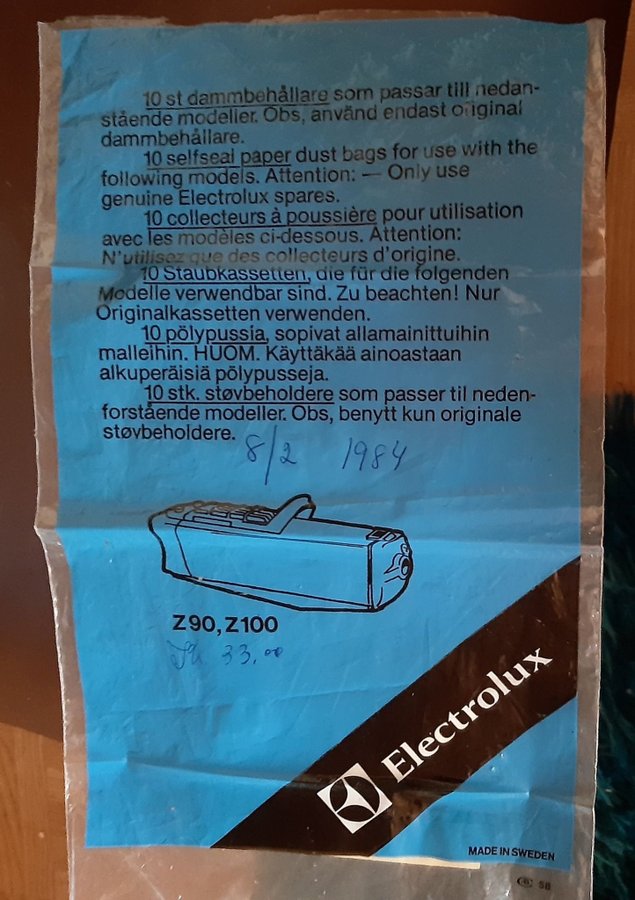 10 st dammbehållare som passar till nedan-
stående modeller. Obs, använd endast original
dammbehållare.
10 selfseal paper dust bags for use with the
following models. Attention: — Only use
genuine Electrolux spares.
10 collecteurs à poussière pour utilisation
avec les modèles ci-dessous. Attention:
N'utilisez que des collecteurs d'origine.
10 Staubkassetten, die für die folgenden
Modelle verwendbar sind. Zu beachten! Nur
Originalkassetten verwenden.
10 pölypussia, sopivat allamainittuihin
malleihin. HUOM. Käyttäkää ainoastaan
alkuperäisiä pölypusseja.
10 stk. støvbeholdere som passer til neden-
forstående modeller. Obs, benytt kun originale
støvbeholdere.
8/2 1984
Z90, Z100
33.00
Electrolux
MADE IN SWEDEN
58